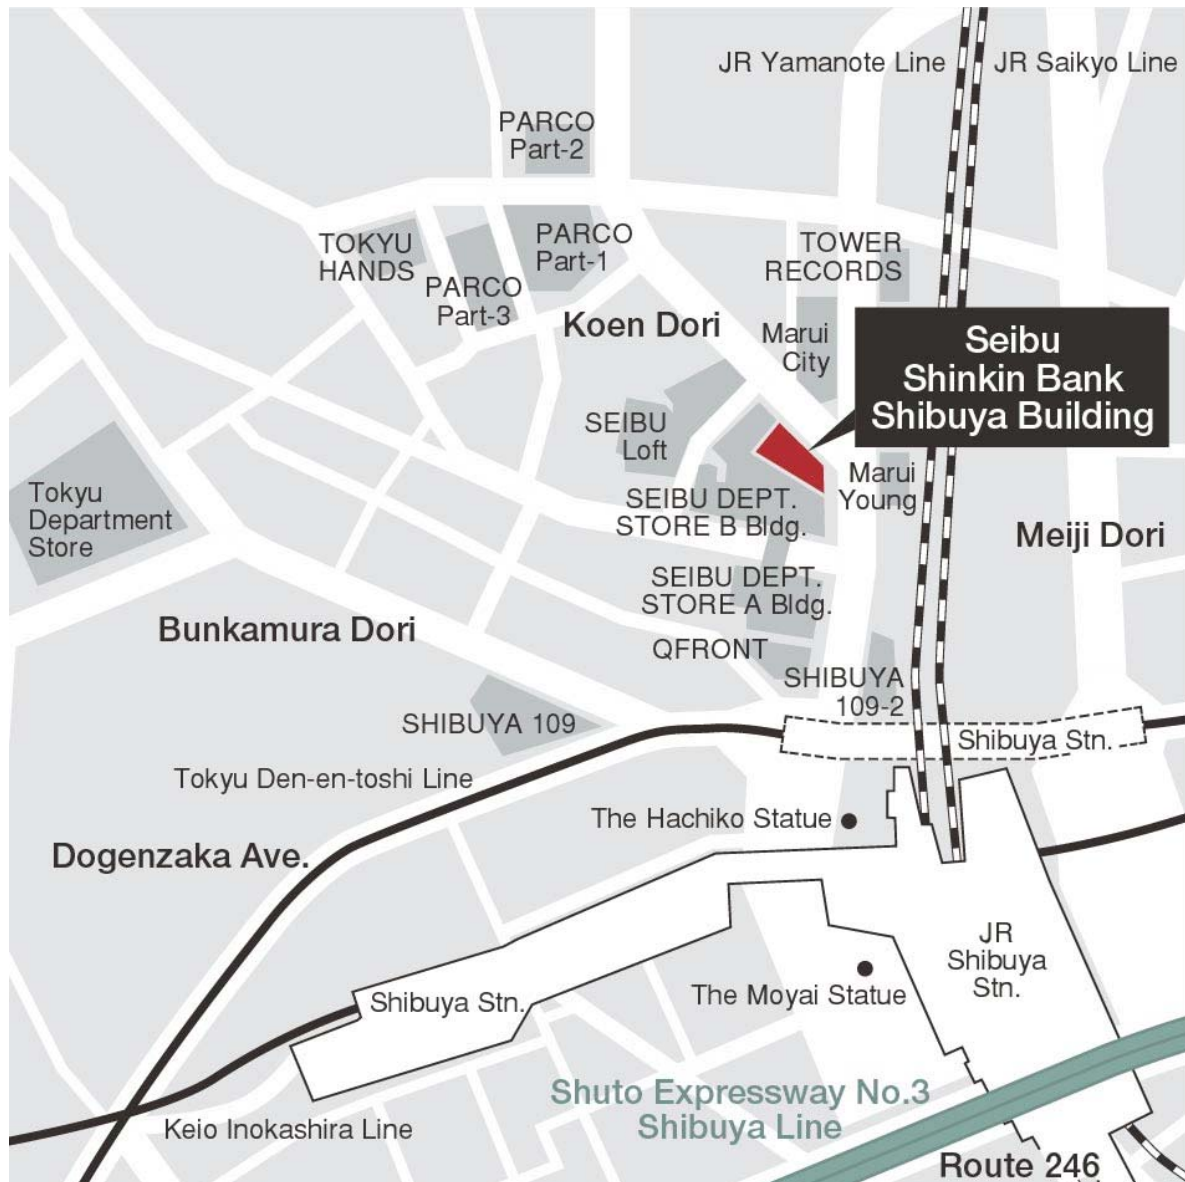 JR Yamanote Line
JR Saikyo Line
PARCO
Part-2
TOKYU
HANDS
PARCO
Part-1
PARCO
Part-3
TOWER
RECORDS
Koen Dori
Marui
City
Seibu
Shinkin Bank
Shibuya Building
SEIBU
Loft
Marui
Young
Tokyu
Department
Store
SEIBU DEPT.
STORE B Bldg.
Meiji Dori
SEIBU DEPT.
STORE A Bldg.
Bunkamura Dori
QFRONT
SHIBUYA
109-2
SHIBUYA 109
Shibuya Stn.
Tokyu Den-en-toshi Line
The Hachiko Statue
Dogenzaka Ave.
JR
Shibuya
Stn.
Shibuya Stn.
The Moyai Statue
Shuto Expressway No.3
Shibuya Line
Keio Inokashira Line
Route 246